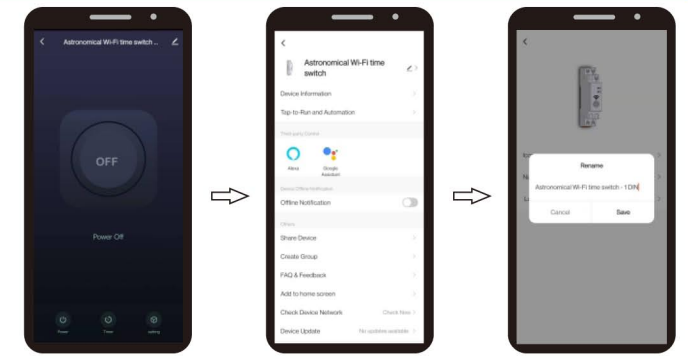 Astronomical Wi-Fi time switch ...
OFF
Power Off
Power
Timer
setting
Astronomical Wi-Fi time
switch
Device Information
Tap-to-Run and Automation
Third-party Control
Alexa
Google
Assistant
Device Offline Notification
Offline Notification
Others
Share Device
Create Group
FAQ & Feedback
Add to home screen
Check Device Network
Check Now
Device Update
No updates available
Rename
Astronomical Wi-Fi time switch - 1DIN
Cancel
Save